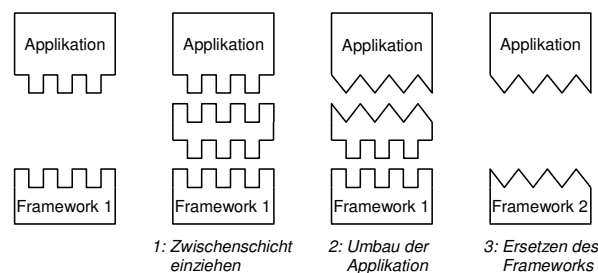 Applikation
Applikation
Applikation
Applikation
Framework 1
Framework 1
Framework 1
Framework 2
1: Zwischenschicht
einziehen
2: Umbau der
Applikation
3: Ersetzen des
Frameworks